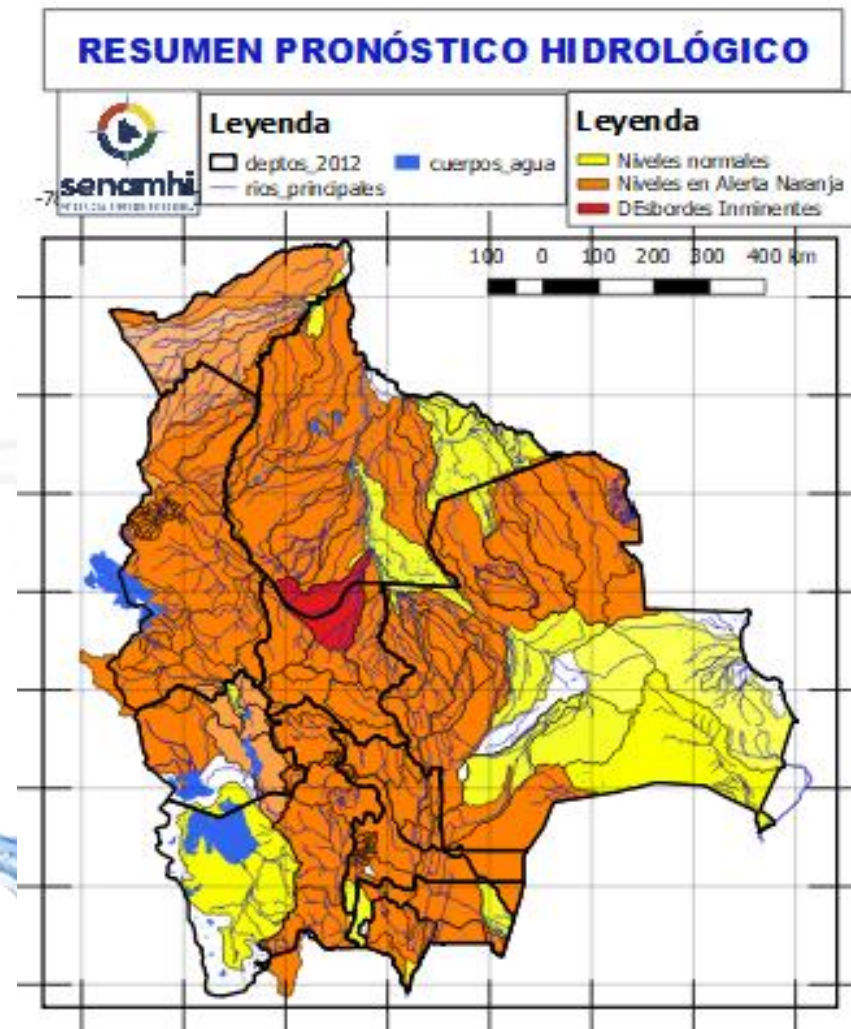 RESUMEN PRONÓSTICO HIDROLÓGICO
senamhi
Leyenda
deptos_2012
cuerpos_agua
rios_principales
Leyenda
Niveles normales
Niveles en Alerta Naranja
DEsbordes Inminentes
100 0 100 200 300 400 km